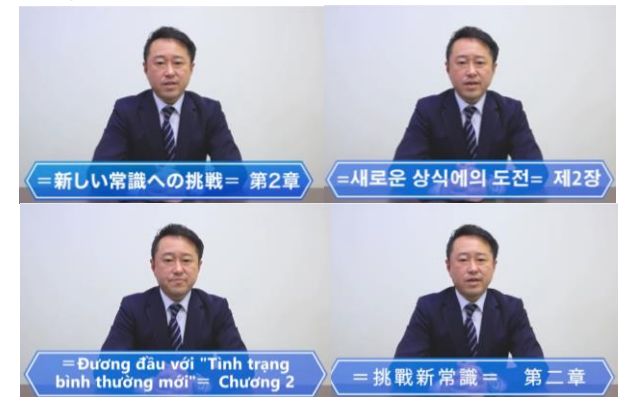 ＝新しい常識への挑戦＝ 第2章
=새로운 상식에의 도전= 제2장
＝Đương đầu với "Tình trạng
bình thường mới"＝ Chương 2
＝挑戰新常識＝ 第二章